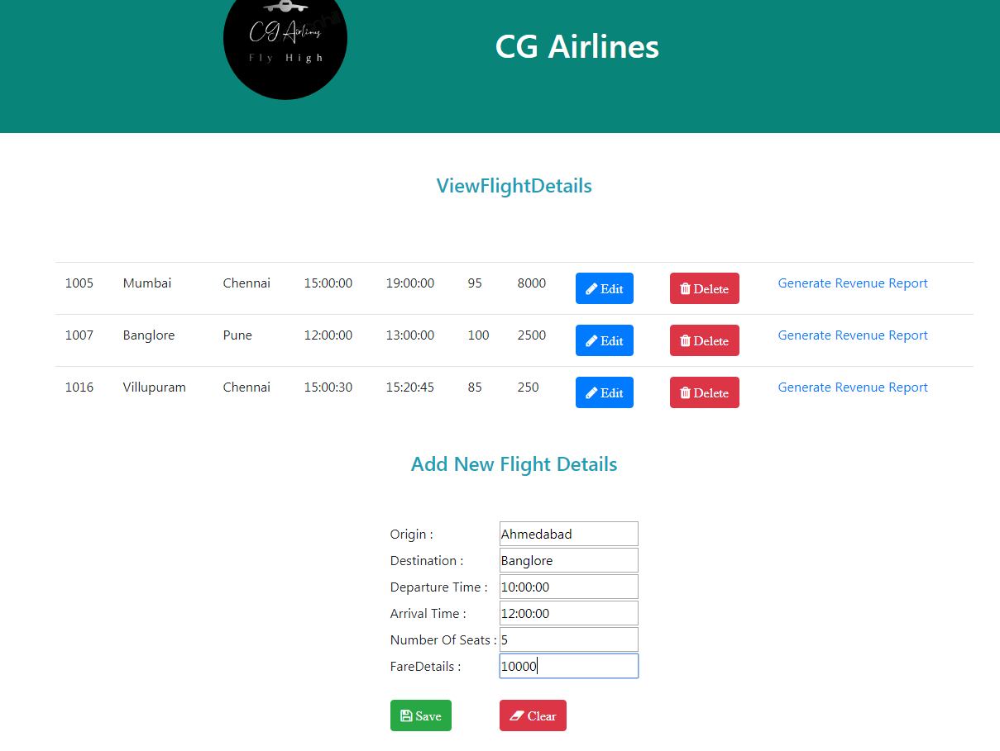 CG Airlines
Fly High
CG Airlines
ViewFlightDetails
1005 Mumbai Chennai 15:00:00 19:00:00 95 8000 Edit Delete Generate Revenue Report
1007 Banglore Pune 12:00:00 13:00:00 100 2500 Edit Delete Generate Revenue Report
1016 Villupuram Chennai 15:00:30 15:20:45 85 250 Edit Delete Generate Revenue Report
Add New Flight Details
Origin : Ahmedabad
Destination : Banglore
Departure Time : 10:00:00
Arrival Time : 12:00:00
Number Of Seats : 5
FareDetails : 10000
Save Clear